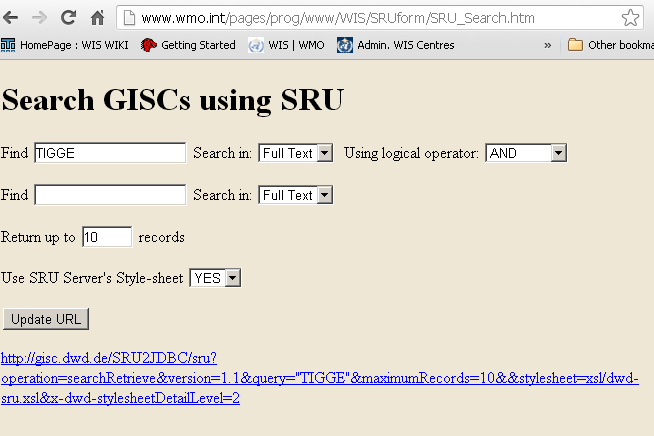 www.wmo.int/pages/prog/www/WIS/SRUform/SRU_Search.htm
HomePage : WIS WIKI Getting Started WIS | WMO Admin. WIS Centres » Other bookma
Search GISCs using SRU
Find TIGGE Search in: Full Text Using logical operator: AND
Find Search in: Full Text
Return up to 10 records
Use SRU Server's Style-sheet YES
Update URL
http://gisc.dwd.de/SRU2JDBC/sru?
operation=searchRetrieve&version=1.1&query="TIGGE"&maximumRecords=10&&stylesheet=xsl/dwd-
sru.xsl&x-dwd-stylesheetDetailLevel=2